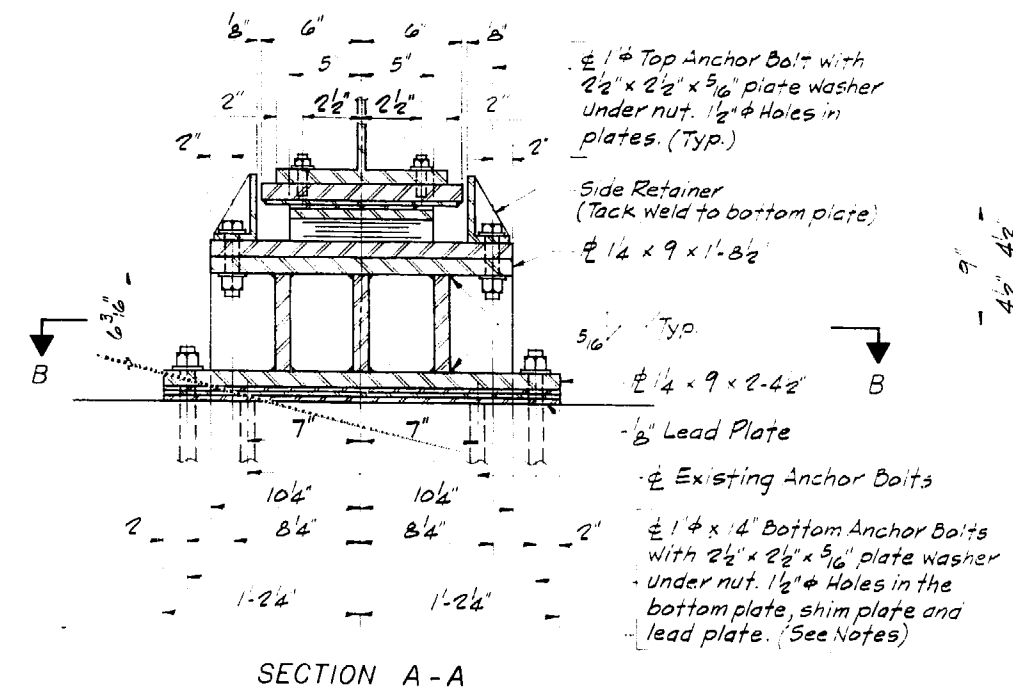 1/8" 6" 6" 1/8"
5 5"
2" 2 1/2" 2 1/2" 2"
2" 2"
℄ 1"φ Top Anchor Bolt with
2 1/2" x 2 1/2" x 5/16" plate washer
under nut. 1 1/2"φ Holes in
plates. (Typ.)
Side Retainer
(Tack weld to bottom plate)
1 1/4 x 9 x 1'-8 1/2"
9" 4 1/2" 4 1/2"
6 3/16"
5/16 Typ.
B B
1 1/4 x 9 x 2-4 1/2"
1/8" Lead Plate
7" 7"
℄ Existing Anchor Bolts
10 1/4" 10 1/4"
2 8 1/4" 8 1/4" 2"
℄ 1"φ x 14" Bottom Anchor Bolts
with 2 1/2" x 2 1/2" x 5/16" plate washer
under nut. 1 1/2"φ Holes in the
bottom plate, shim plate and
lead plate. (See Notes)
1'-2 1/4" 1'-2 1/4"
SECTION A-A